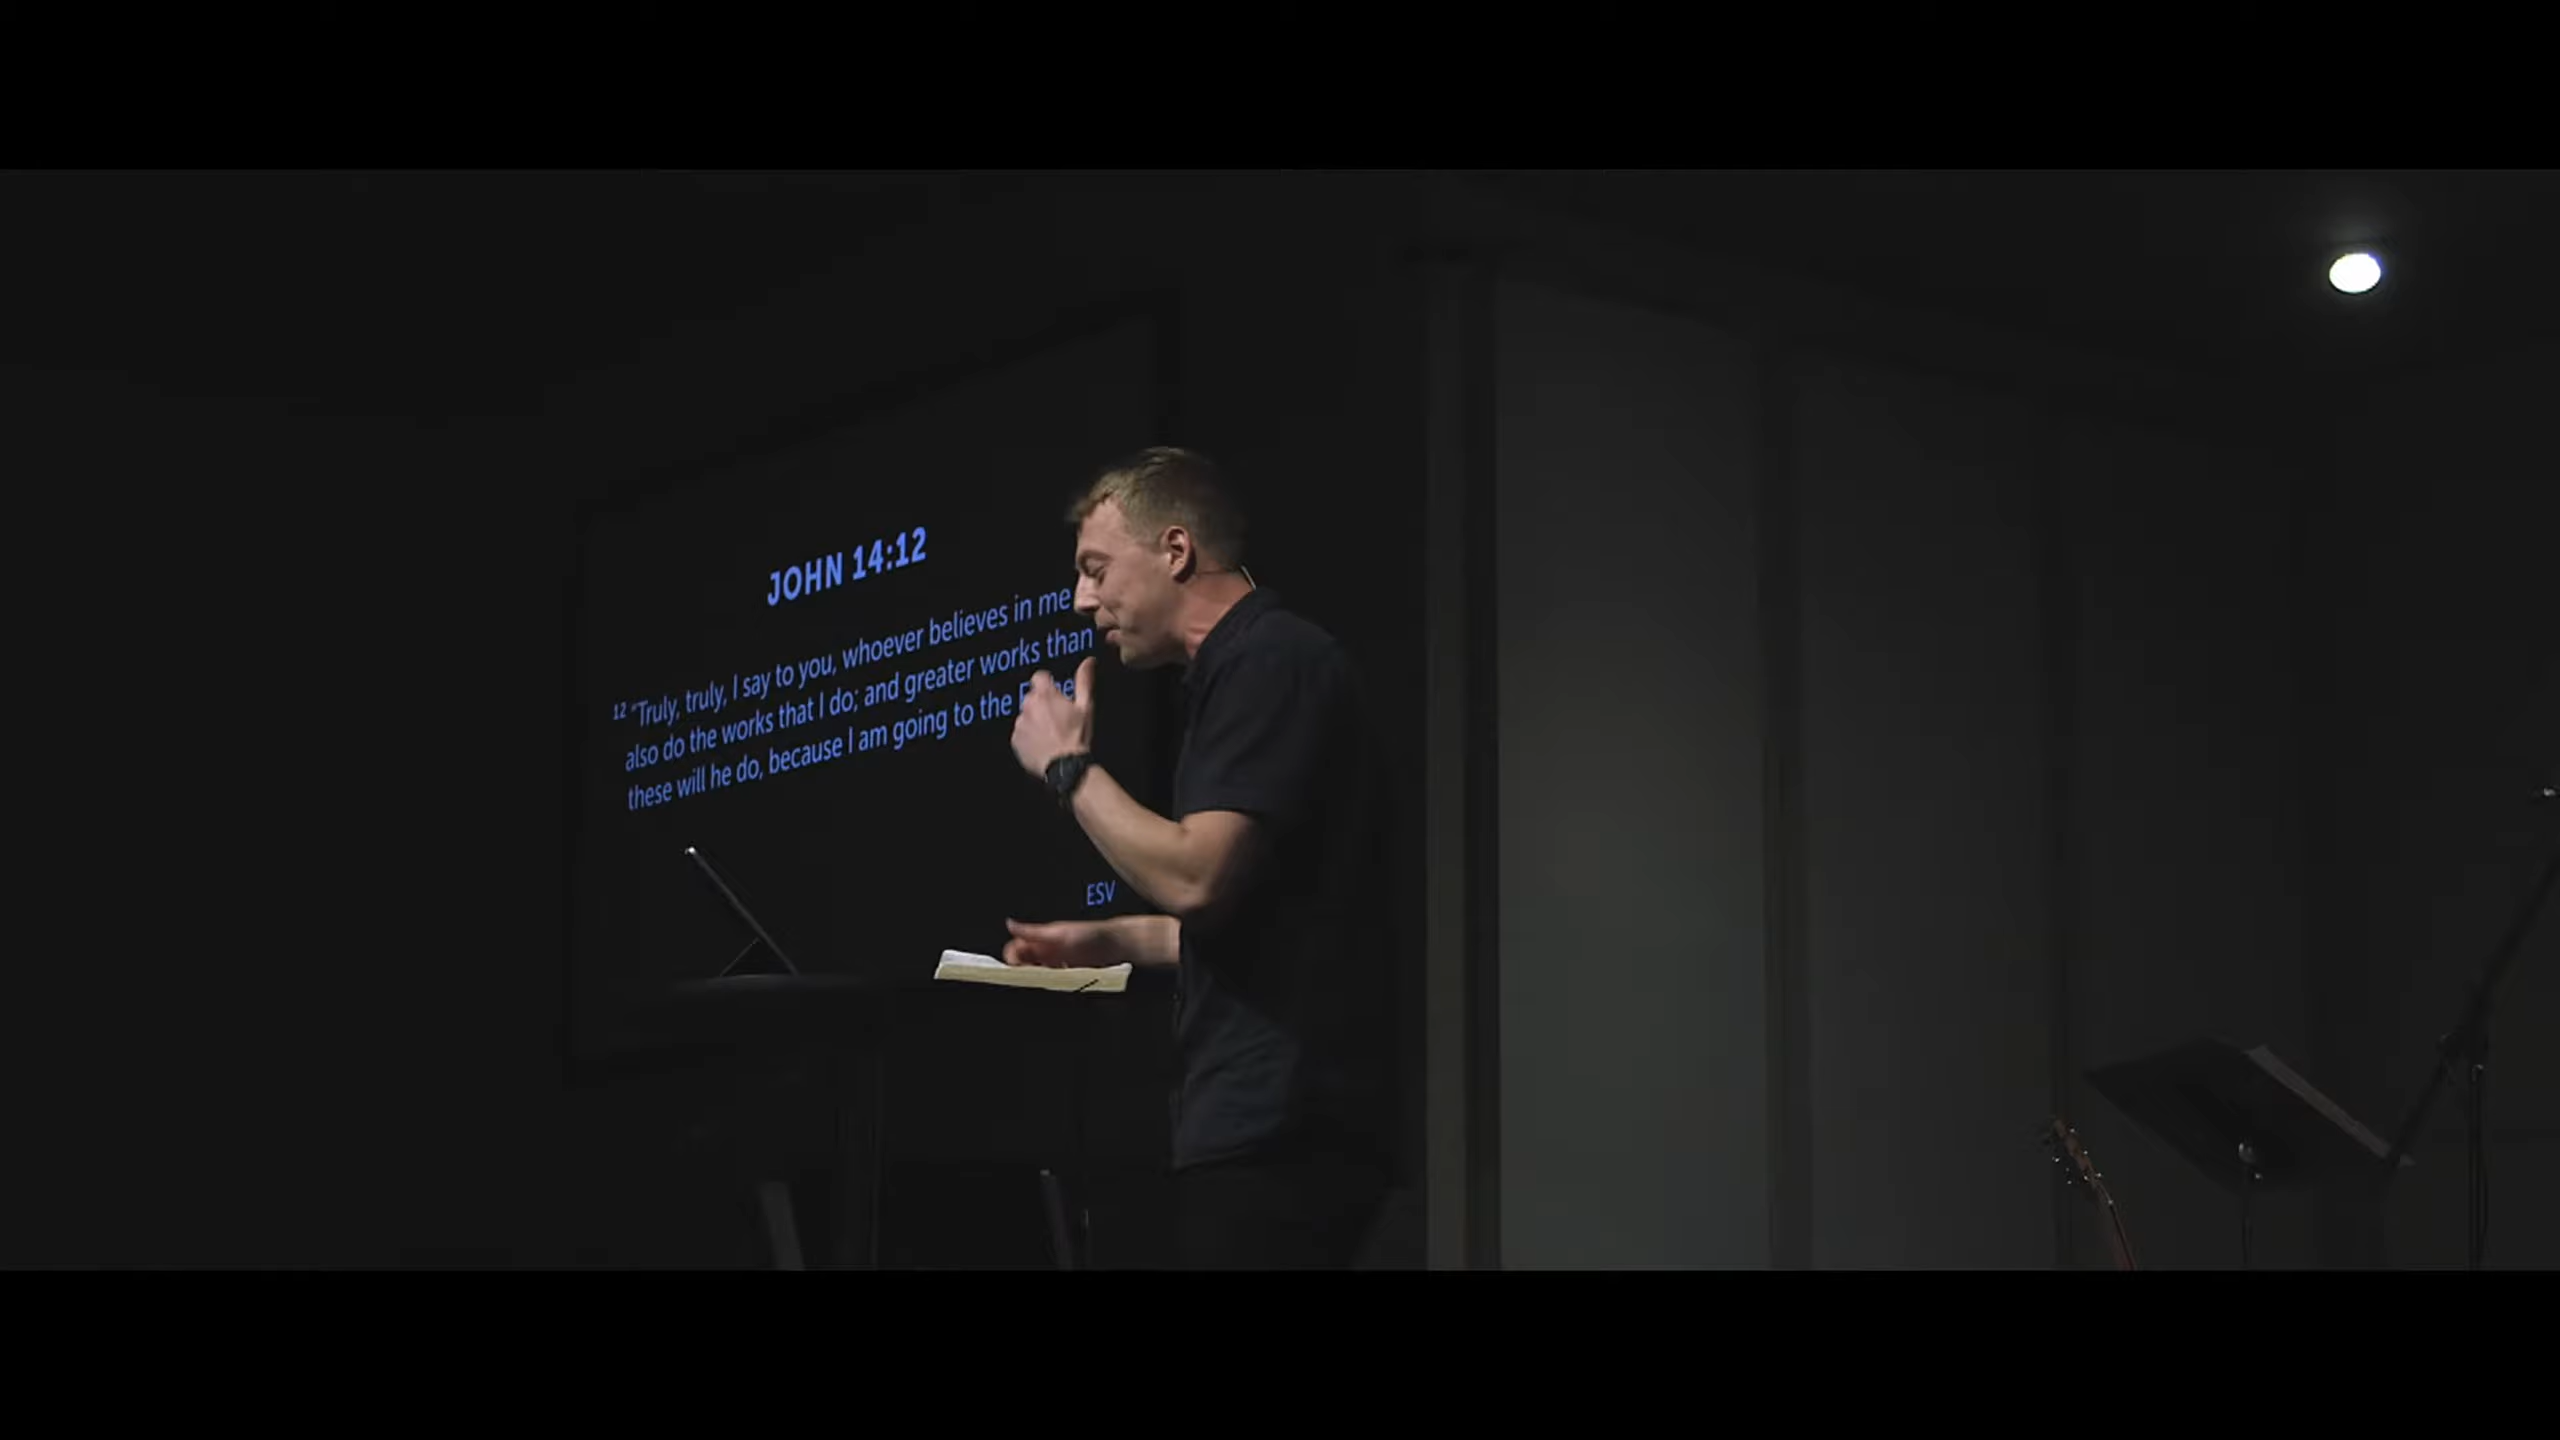 JOHN 14:12
12 "Truly, truly, I say to you, whoever believes in me
also do the works that I do; and greater works than
these will he do, because I am going to the
ESV